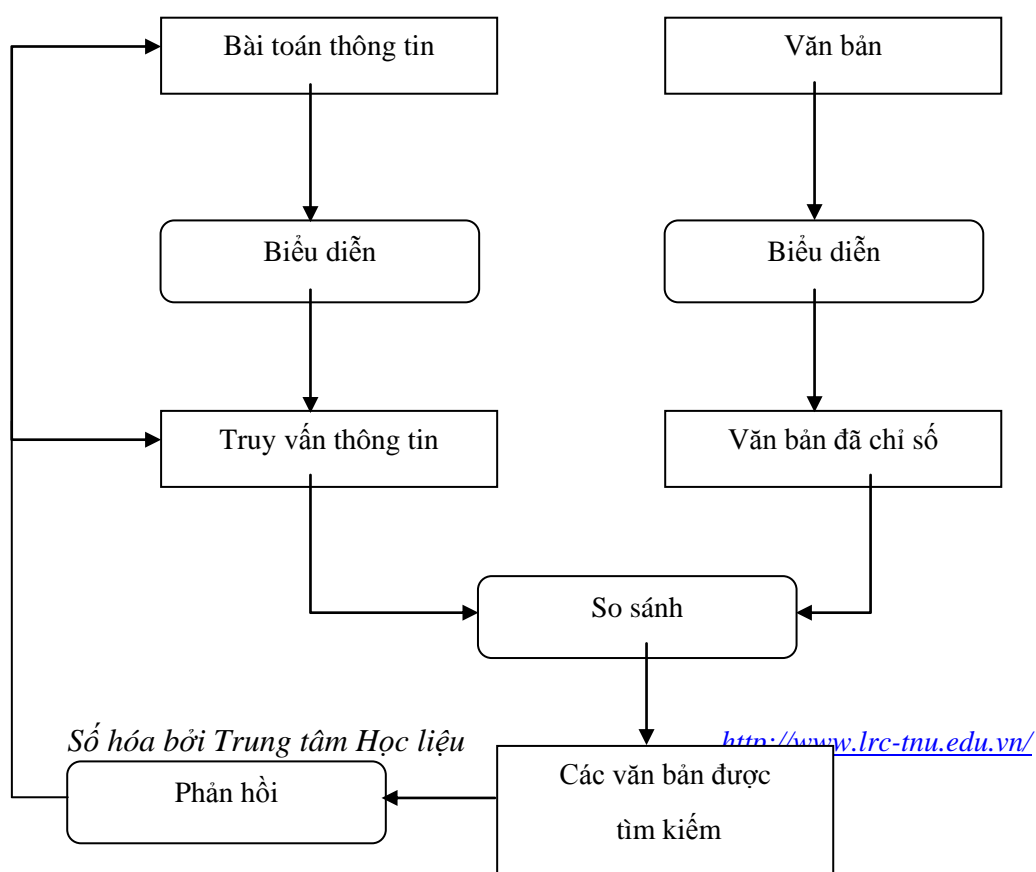 Bài toán thông tin
Văn bản
Biểu diễn
Biểu diễn
Truy vấn thông tin
Văn bản đã chỉ số
So sánh
Số hóa bởi Trung tâm Học liệu
http://www.lrc-tnu.edu.vn/
Phản hồi
Các văn bản được
tìm kiếm